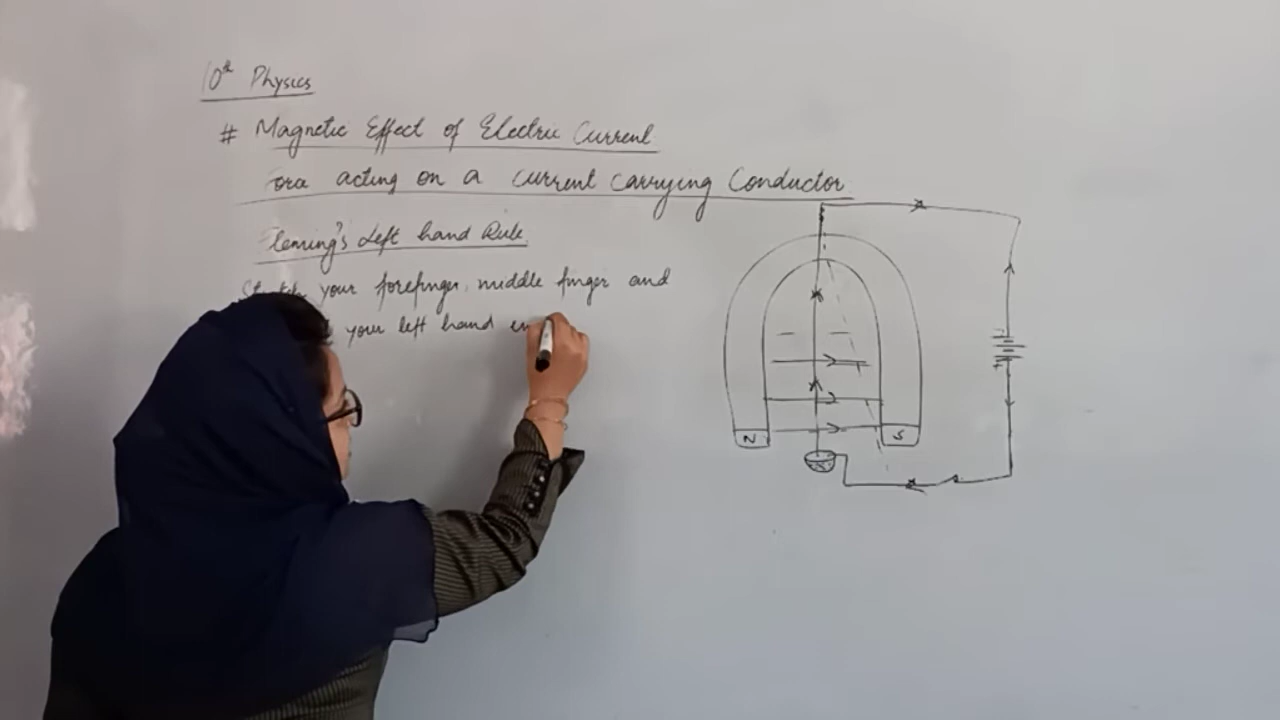 10th Physics
# Magnetic Effect of Electric Current
Force acting on a current carrying Conductor
Fleming's Left hand Rule
Stretch your forefinger, middle finger and
your left hand
N
S
+